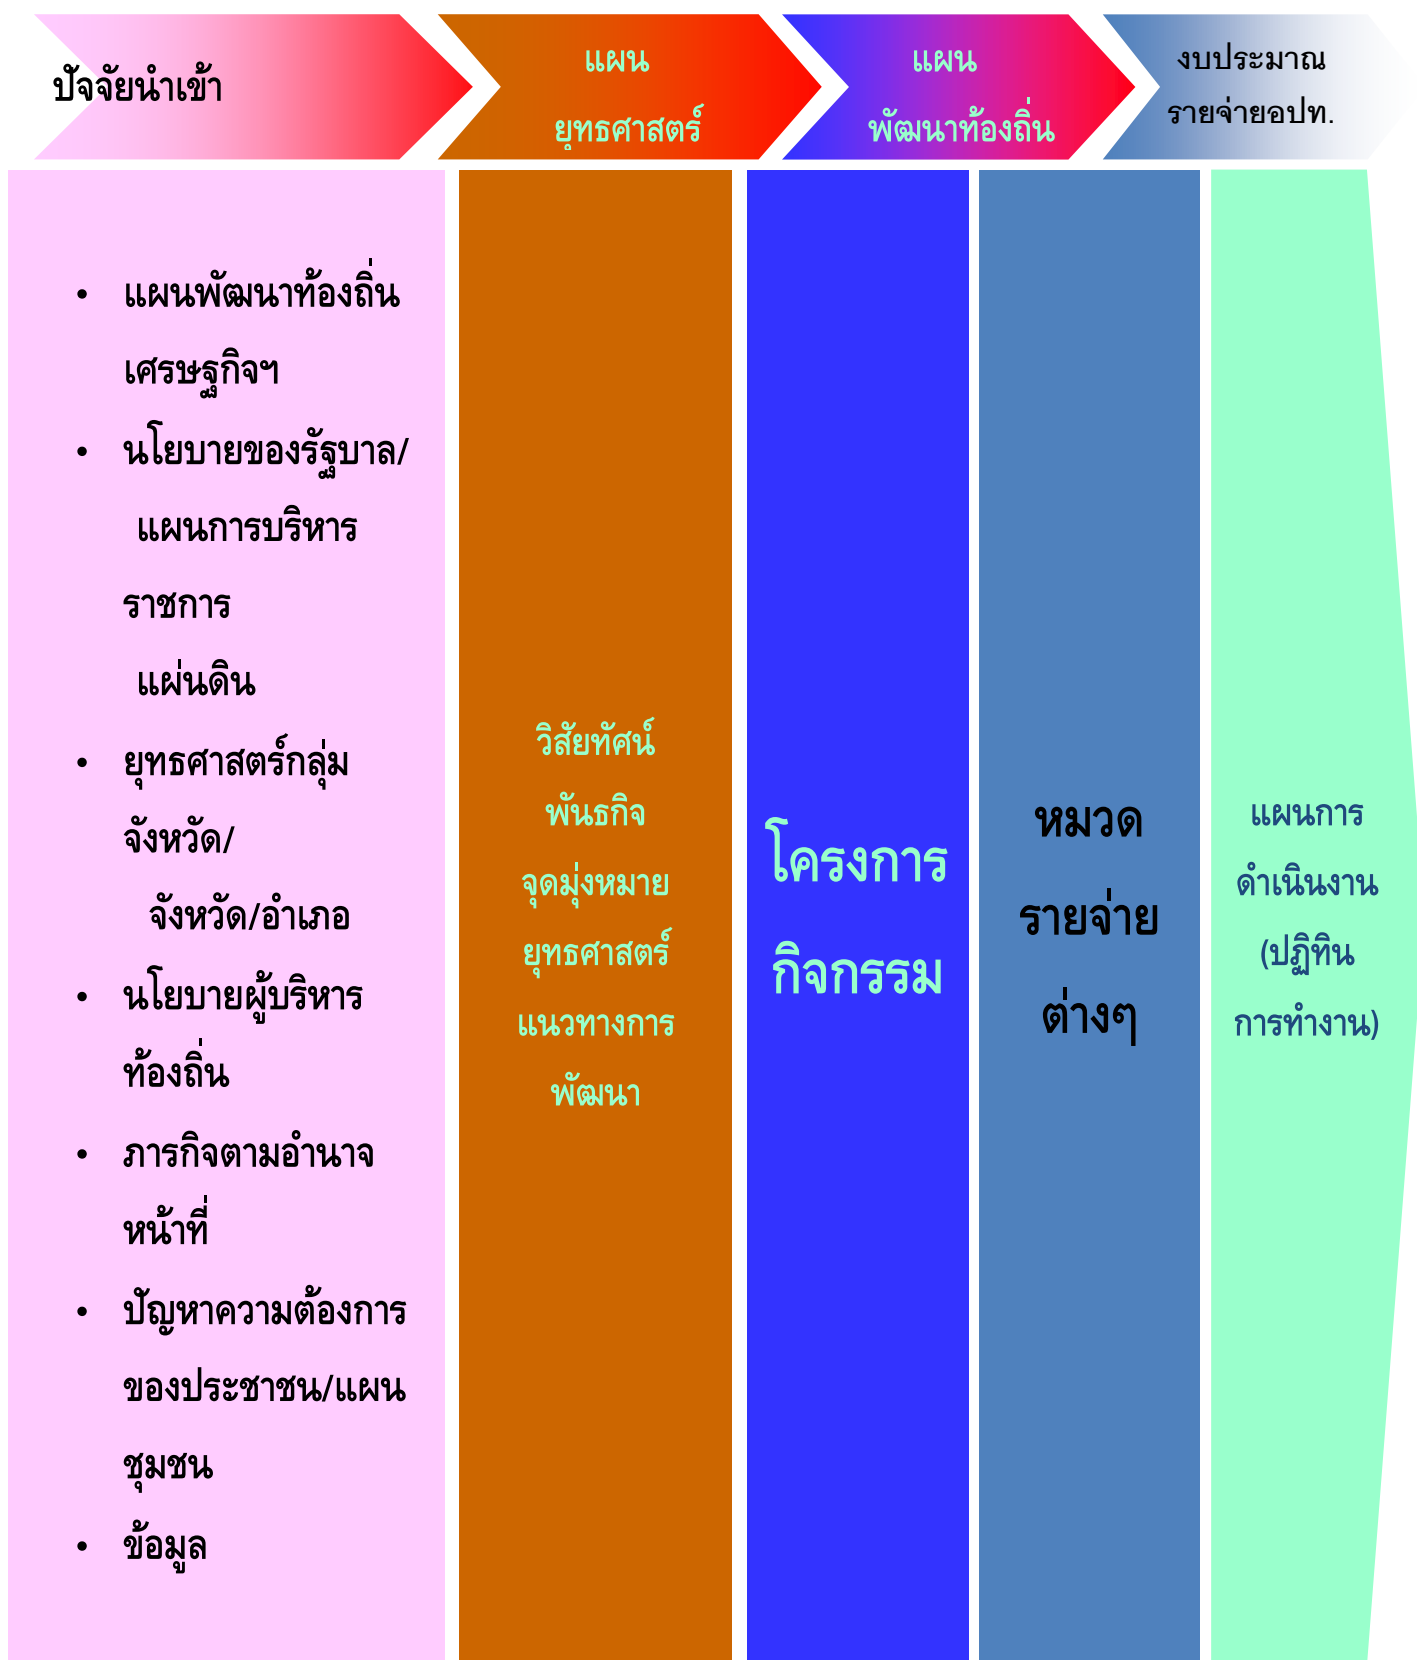 ปัจจัยนำเข้า
แผน
ยุทธศาสตร์
แผน
พัฒนาท้องถิ่น
งบประมาณ
รายจ่ายอปท.
• แผนพัฒนาท้องถิ่น
เศรษฐกิจฯ
• นโยบายของรัฐบาล/
แผนการบริหาร
ราชการ
แผ่นดิน
• ยุทธศาสตร์กลุ่ม
จังหวัด/
จังหวัด/อำเภอ
• นโยบายผู้บริหาร
ท้องถิ่น
• ภารกิจตามอำนาจ
หน้าที่
• ปัญหาความต้องการ
ของประชาชน/แผน
ชุมชน
• ข้อมูล
วิสัยทัศน์
พันธกิจ
จุดมุ่งหมาย
ยุทธศาสตร์
แนวทางการ
พัฒนา
โครงการ
กิจกรรม
หมวด
รายจ่าย
ต่างๆ
แผนการ
ดำเนินงาน
(ปฏิทิน
การทำงาน)